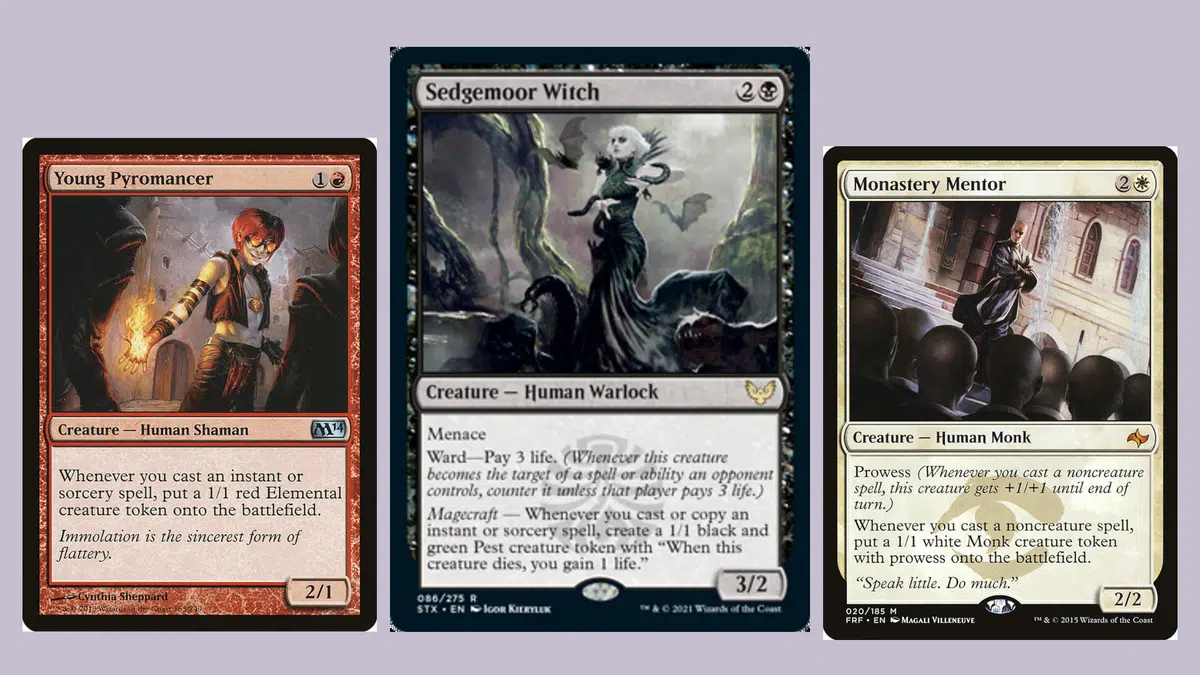 Young Pyromancer 1
Creature — Human Shaman M14
Whenever you cast an instant or
sorcery spell, put a 1/1 red Elemental
creature token onto the battlefield.
Immolation is the sincerest form of
flattery.
2/1
Cynthia Sheppard
Sedgemoor Witch 2
Creature — Human Warlock
Menace
Ward—Pay 3 life. (Whenever this creature
becomes the target of a spell or ability an opponent
controls, counter it unless that player pays 3 life.)
Magecraft — Whenever you cast or copy an
instant or sorcery spell, create a 1/1 black and
green Pest creature token with “When this
creature dies, you gain 1 life.”
3/2
086/275 R
STX • EN Igor Kieryluk ™ & © 2021 Wizards of the Coast
Monastery Mentor 2
Creature — Human Monk
Prowess (Whenever you cast a noncreature
spell, this creature gets +1/+1 until end of
turn.)
Whenever you cast a noncreature spell,
put a 1/1 white Monk creature token
with prowess onto the battlefield.
“Speak little. Do much.”
2/2
020/185 M
FRF • EN Magali Villeneuve ™ & © 2015 Wizards of the Coast